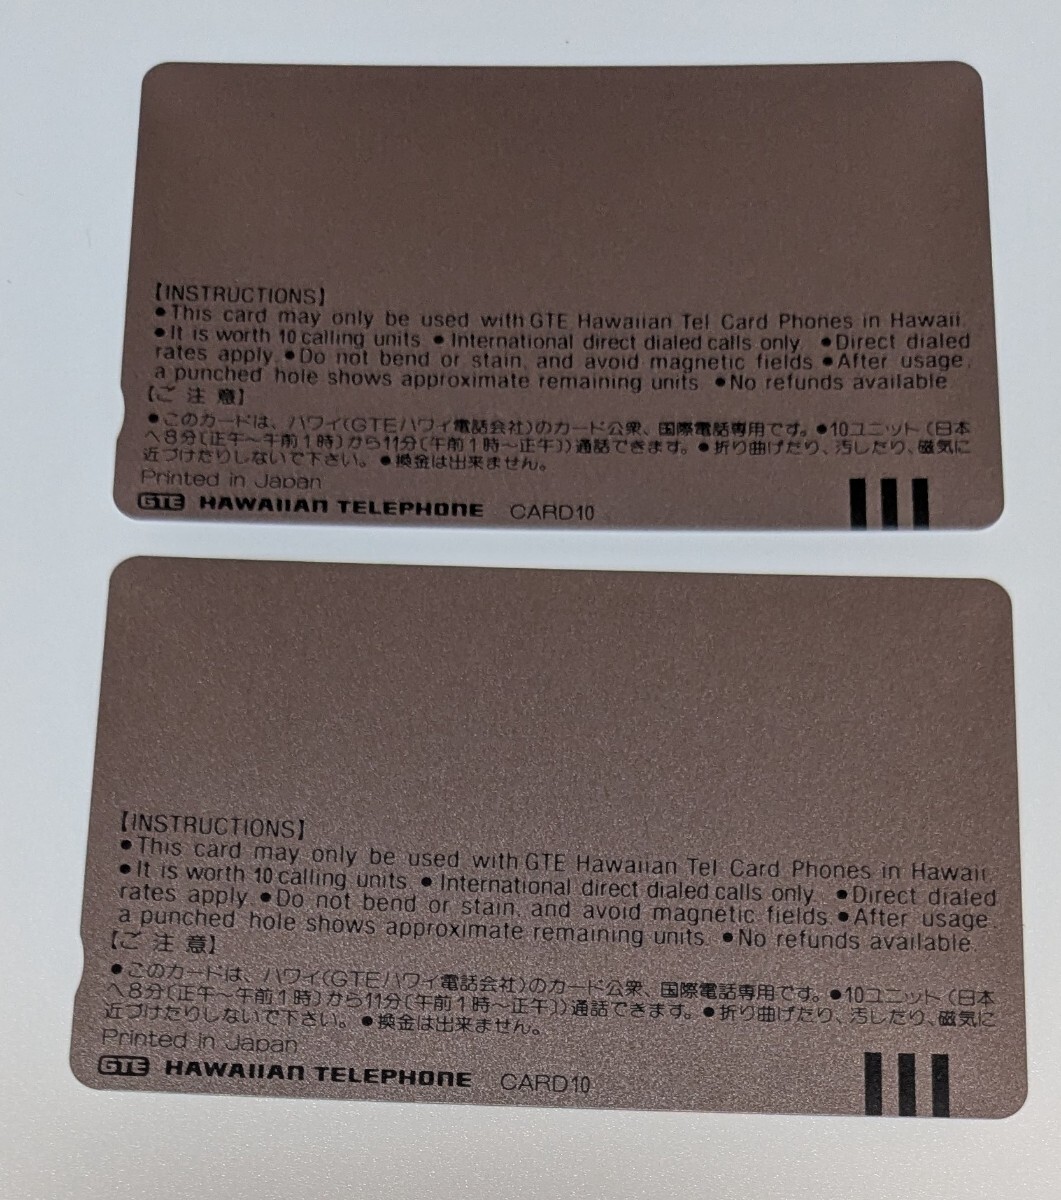 【INSTRUCTIONS】
●This card may only be used with GTE Hawaiian Tel Card Phones in Hawaii.
●It is worth 10 calling units ●International direct dialed calls only. ●Direct dialed
rates apply. ●Do not bend or stain, and avoid magnetic fields ●After usage,
a punched hole shows approximate remaining units ●No refunds available.
【ご注意】
●このカードは、ハワイ(GTEハワイ電話会社)のカード公衆、国際電話専用です。●10ユニット(日本
へ8分〔正午〜午前1時〕から11分〔午前1時〜正午〕)通話できます。●折り曲げたり、汚したり、磁気に
近づけたりしないで下さい。●換金は出来ません。
Printed in Japan
GTE HAWAIIAN TELEPHONE CARD10
【INSTRUCTIONS】
●This card may only be used with GTE Hawaiian Tel Card Phones in Hawaii.
●It is worth 10 calling units ●International direct dialed calls only. ●Direct dialed
rates apply. ●Do not bend or stain, and avoid magnetic fields. ●After usage,
a punched hole shows approximate remaining units. ●No refunds available.
【ご注意】
●このカードは、ハワイ(GTEハワイ電話会社)のカード公衆、国際電話専用です。●10ユニット(日本
へ8分〔正午〜午前1時〕から11分〔午前1時〜正午〕)通話できます。●折り曲げたり、汚したり、磁気に
近づけたりしないで下さい。●換金は出来ません。
Printed in Japan
GTE HAWAIIAN TELEPHONE CARD10